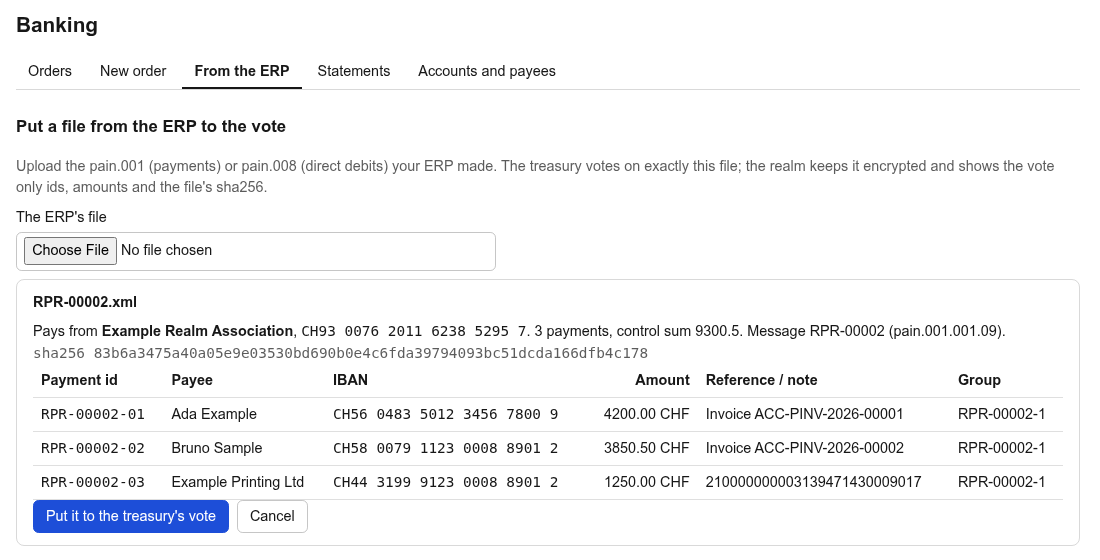 Banking
Orders
New order
From the ERP
Statements
Accounts and payees
Put a file from the ERP to the vote
Upload the pain.001 (payments) or pain.008 (direct debits) your ERP made. The treasury votes on exactly this file; the realm keeps it encrypted and shows the vote
only ids, amounts and the file's sha256.
The ERP's file
Choose File No file chosen
RPR-00002.xml
Pays from Example Realm Association, CH93 0076 2011 6238 5295 7. 3 payments, control sum 9300.5. Message RPR-00002 (pain.001.001.09).
sha256 83b6a3475a40a05e9e03530bd690b0e4c6fda39794093bc51dcda166dfb4c178
Payment id Payee IBAN Amount Reference / note Group
RPR-00002-01 Ada Example CH56 0483 5012 3456 7800 9 4200.00 CHF Invoice ACC-PINV-2026-00001 RPR-00002-1
RPR-00002-02 Bruno Sample CH58 0079 1123 0008 8901 2 3850.50 CHF Invoice ACC-PINV-2026-00002 RPR-00002-1
RPR-00002-03 Example Printing Ltd CH44 3199 9123 0008 8901 2 1250.00 CHF 210000000003139471430009017 RPR-00002-1
Put it to the treasury's vote Cancel